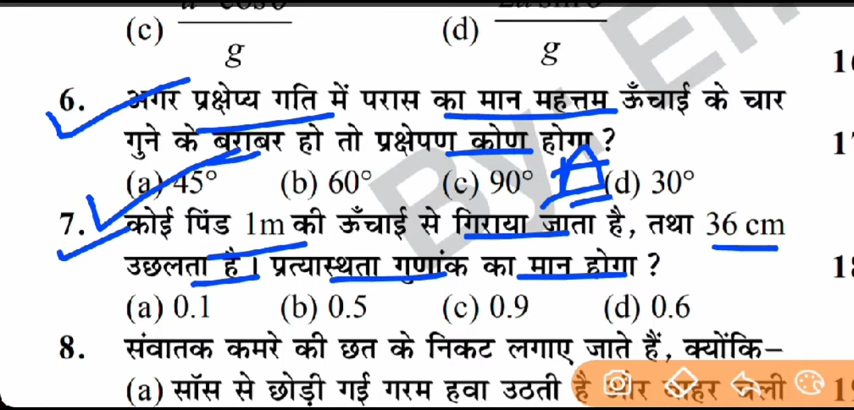 (c) g (d) g
6. अगर प्रक्षेप्य गति में परास का मान महत्तम ऊँचाई के चार
गुने के बराबर हो तो प्रक्षेपण कोण होगा ?
(a) 45° (b) 60° (c) 90° (d) 30°
7. कोई पिंड 1m की ऊँचाई से गिराया जाता है, तथा 36 cm
उछलता है । प्रत्यास्थता गुणांक का मान होगा ?
(a) 0.1 (b) 0.5 (c) 0.9 (d) 0.6
8. संवातक कमरे की छत के निकट लगाए जाते हैं, क्योंकि–
(a) साँस से छोड़ी गई गरम हवा उठती है